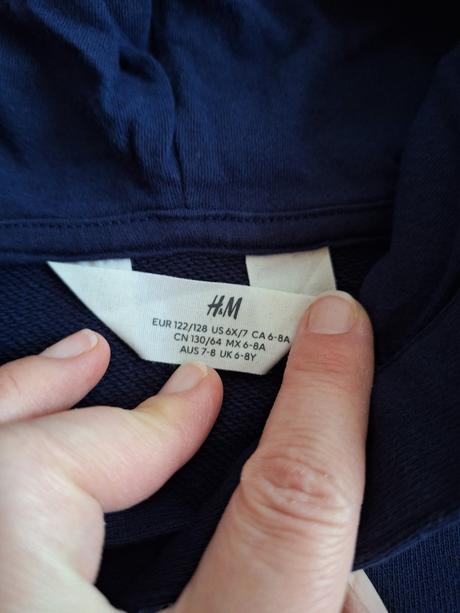 H&M
EUR 122/128 US 6X/7 CA 6-8A
CN 130/64 MX 6-8A
AUS 7-8 UK 6-8Y